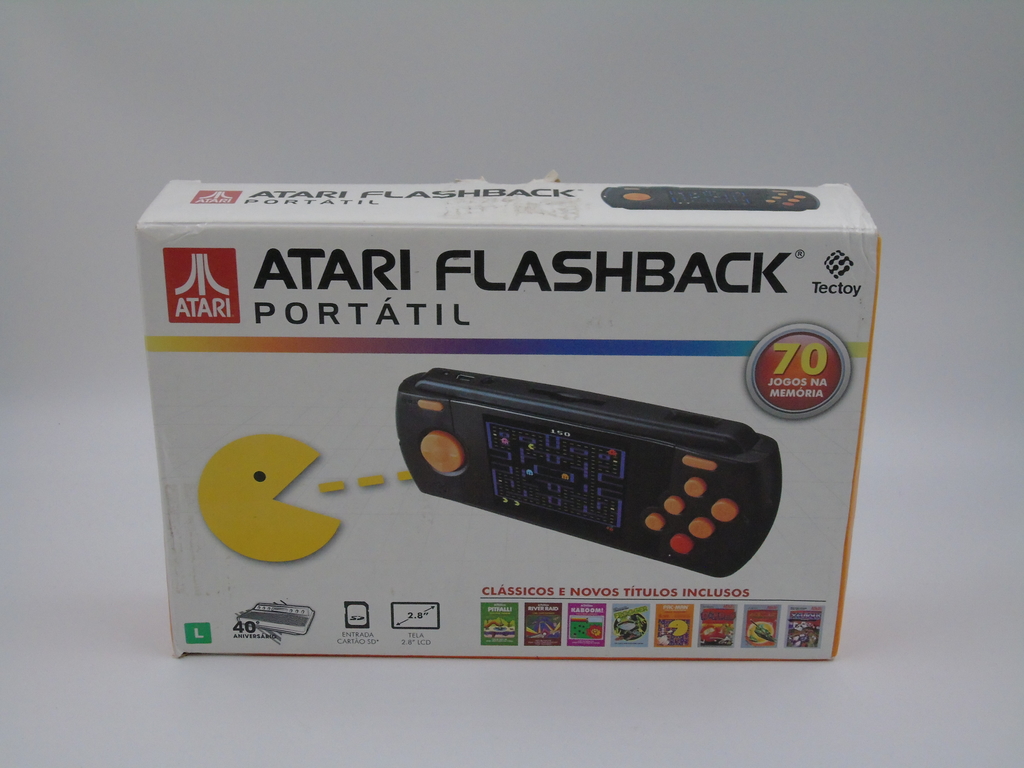 ATARI
ATARI FLASHBACK
PORTÁTIL
ATARI
ATARI FLASHBACK®
PORTÁTIL
Tectoy
70
JOGOS NA
MEMÓRIA
150
CLÁSSICOS E NOVOS TÍTULOS INCLUSOS
PITFALL!
RIVER RAID
KABOOM!
L
40
ANIVERSÁRIO
SD
ENTRADA
CARTÃO SD*
2.8"
TELA
2.8" LCD